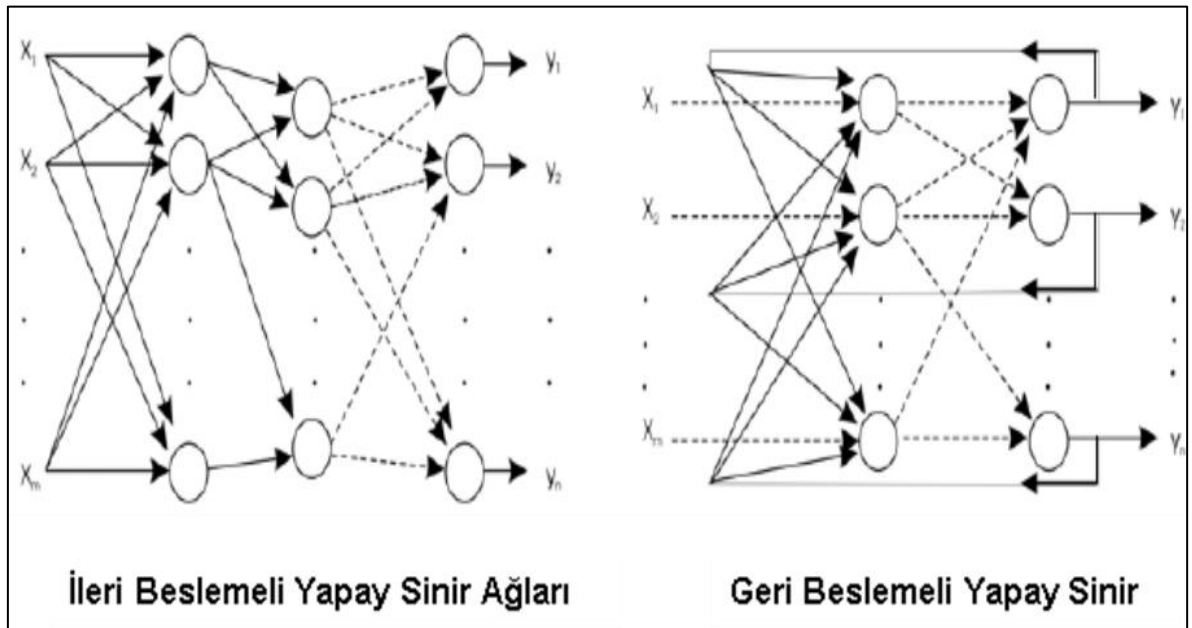 X₁
y₁
X₂
y₂
Xₘ
yₙ
X₁
Y₁
X₂
Y₂
Xₘ
Yₙ
İleri Beslemeli Yapay Sinir Ağları
Geri Beslemeli Yapay Sinir